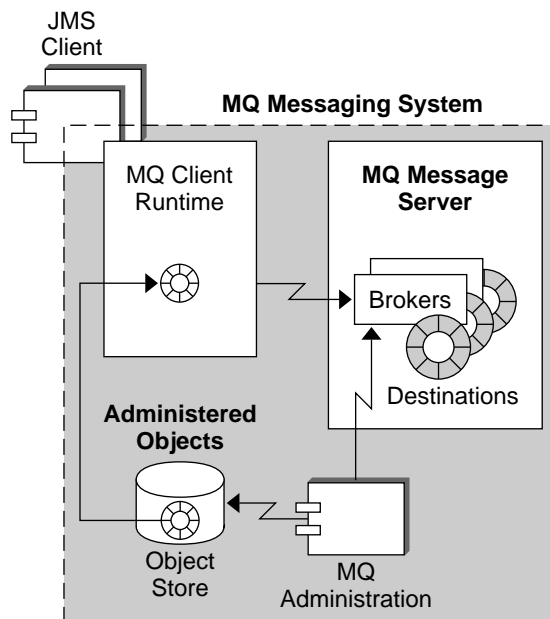 JMS
Client
MQ Messaging System
MQ Client
Runtime
MQ Message
Server
Brokers
Destinations
Administered
Objects
Object
Store
MQ
Administration